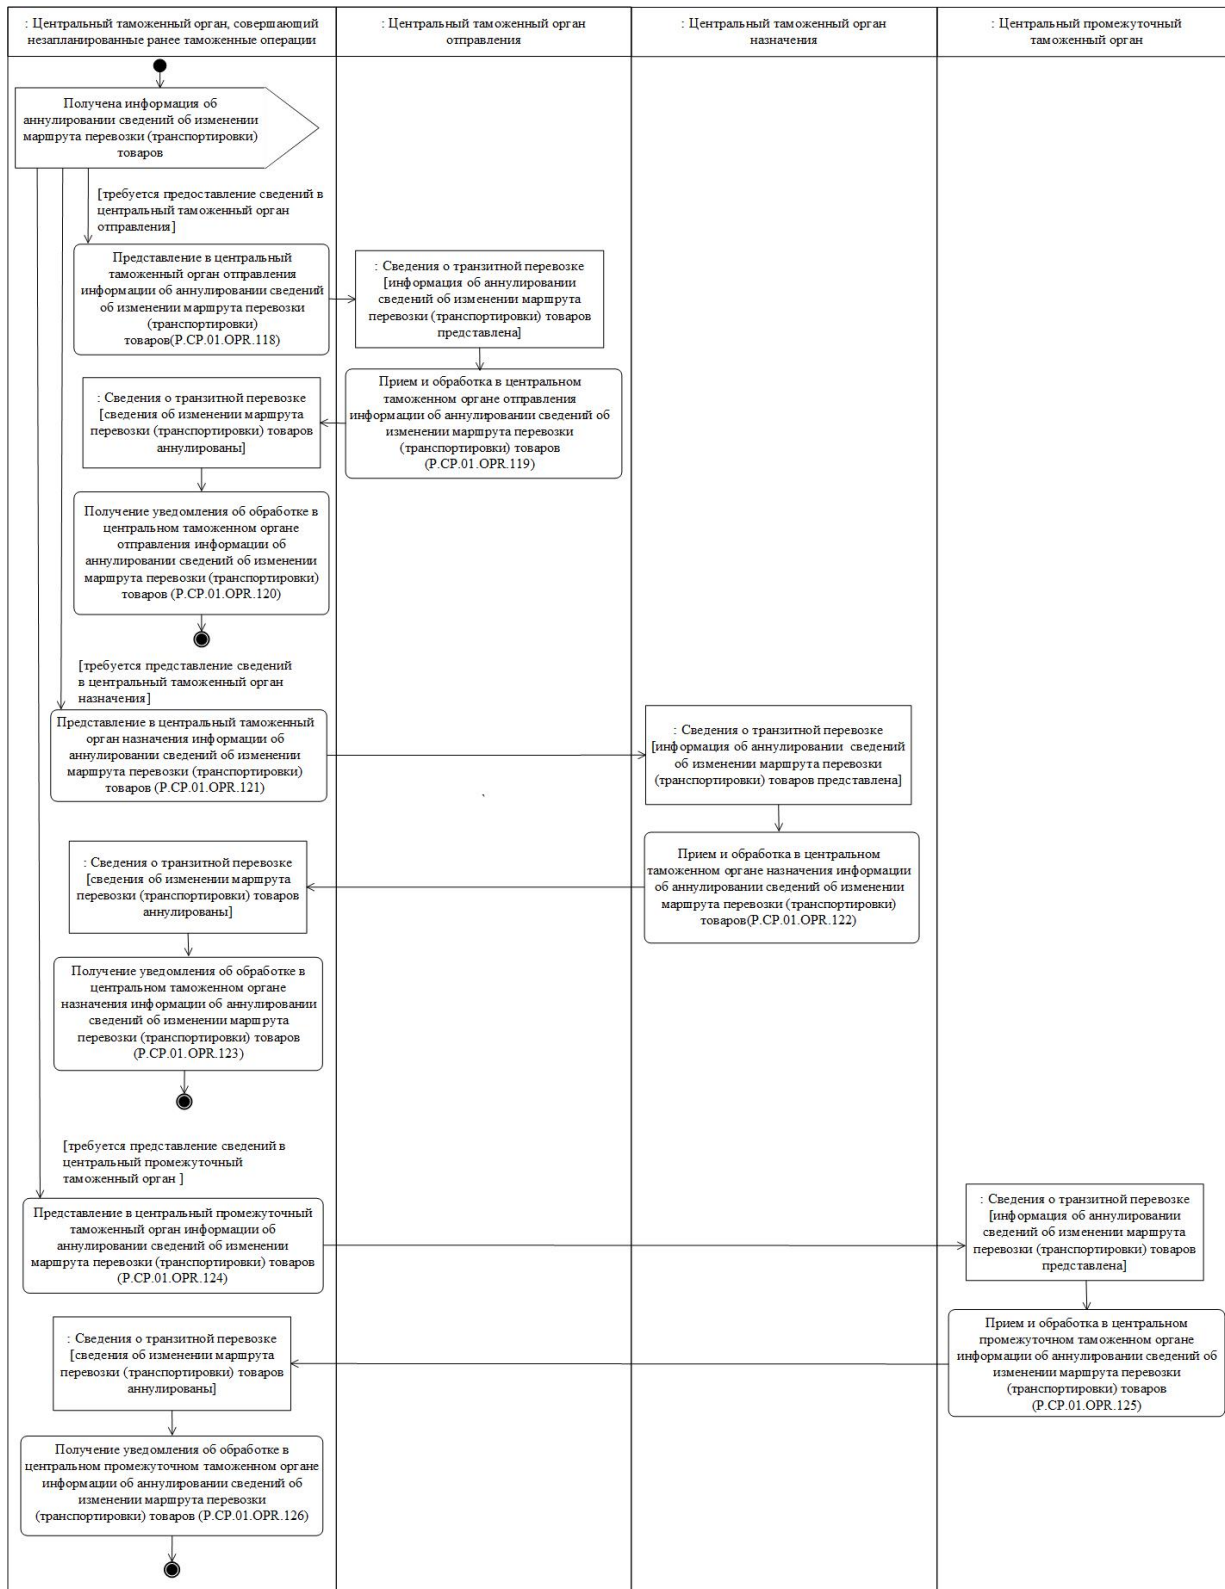 : Центральный таможенный орган, совершающий
незапланированные ранее таможенные операции
: Центральный таможенный орган
отправления
: Центральный таможенный орган
назначения
: Центральный промежуточный
таможенный орган
Получена информация об
аннулировании сведений об изменении
маршрута перевозки (транспортировки)
товаров
[требуется предоставление сведений в
центральный таможенный орган
отправления]
Представление в центральный
таможенный орган отправления
информации об аннулировании сведений
об изменении маршрута перевозки
(транспортировки)
товаров(P.CP.01.OPR.118)
: Сведения о транзитной перевозке
[информация об аннулировании
сведений об изменении маршрута
перевозки (транспортировки) товаров
представлена]
Прием и обработка в центральном
таможенном органе отправления
информации об аннулировании сведений об
изменении маршрута перевозки
(транспортировки) товаров
(P.CP.01.OPR.119)
: Сведения о транзитной перевозке
[сведения об изменении маршрута
перевозки (транспортировки) товаров
аннулированы]
Получение уведомления об обработке в
центральном таможенном органе
отправления информации об
аннулировании сведений об изменении
маршрута перевозки (транспортировки)
товаров (P.CP.01.OPR.120)
[требуется представление сведений
в центральный таможенный орган
назначения]
Представление в центральный таможенный
орган назначения информации об
аннулировании сведений об изменении
маршрута перевозки (транспортировки)
товаров (P.CP.01.OPR.121)
: Сведения о транзитной перевозке
[информация об аннулировании сведений
об изменении маршрута перевозки
(транспортировки) товаров представлена]
Прием и обработка в центральном
таможенном органе назначения информации
об аннулировании сведений об изменении
маршрута перевозки (транспортировки)
товаров(P.CP.01.OPR.122)
: Сведения о транзитной перевозке
[сведения об изменении маршрута
перевозки (транспортировки) товаров
аннулированы]
Получение уведомления об обработке в
центральном таможенном органе
назначения информации об аннулировании
сведений об изменении маршрута
перевозки (транспортировки) товаров
(P.CP.01.OPR.123)
[требуется представление сведений в
центральный промежуточный
таможенный орган ]
Представление в центральный промежуточный
таможенный орган информации об
аннулировании сведений об изменении
маршрута перевозки (транспортировки) товаров
(P.CP.01.OPR.124)
: Сведения о транзитной перевозке
[информация об аннулировании
сведений об изменении маршрута
перевозки (транспортировки) товаров
представлена]
Прием и обработка в центральном
промежуточном таможенном органе
информации об аннулировании сведений об
изменении маршрута перевозки
(транспортировки) товаров
(P.CP.01.OPR.125)
: Сведения о транзитной перевозке
[сведения об изменении маршрута
перевозки (транспортировки) товаров
аннулированы]
Получение уведомления об обработке в
центральном промежуточном таможенном органе
информации об аннулировании сведений об
изменении маршрута перевозки
(транспортировки) товаров (P.CP.01.OPR.126)